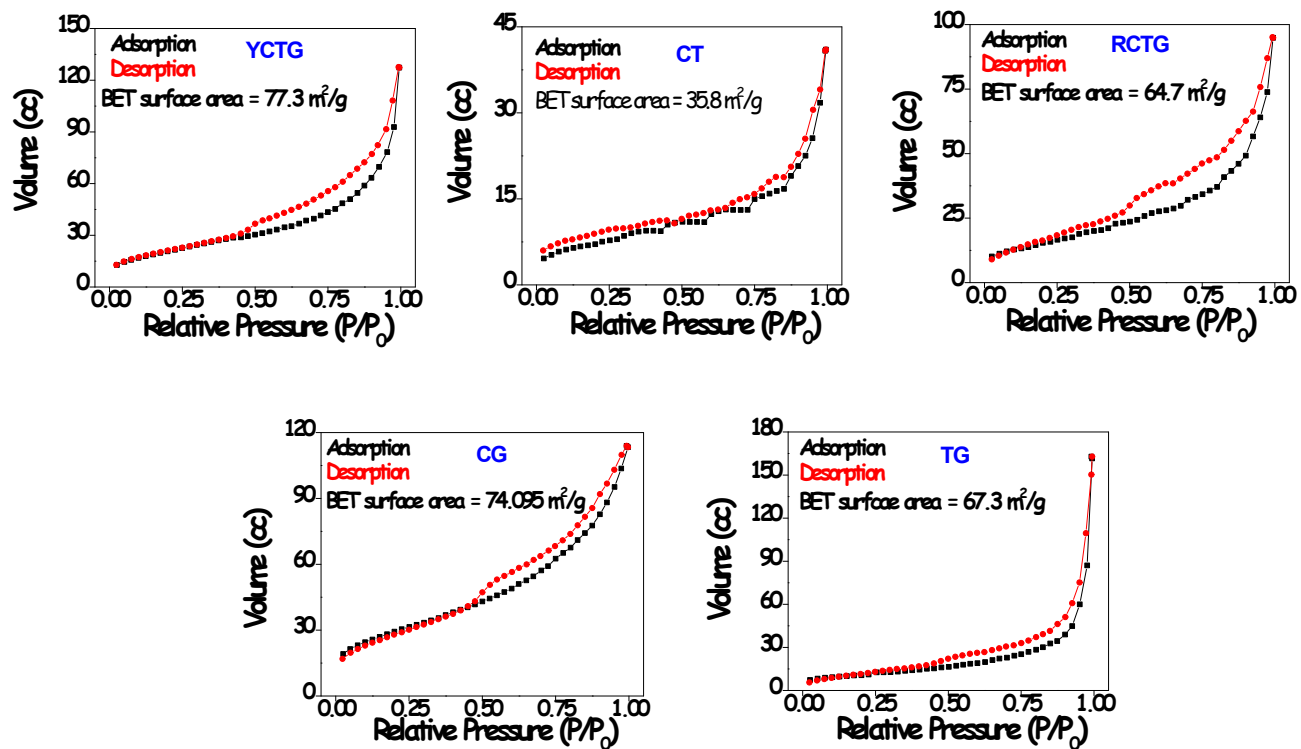 Adsorption
YCTG
Desorption
BET surface area = 77.3 m²/g
150
120
90
60
30
0
Volume (cc)
0.00 0.25 0.50 0.75 1.00
Relative Pressure (P/P₀)
Adsorption
CT
Desorption
BET surface area = 35.8 m²/g
45
30
15
0
Volume (cc)
0.00 0.25 0.50 0.75 1.00
Relative Pressure (P/P₀)
Adsorption
RCTG
Desorption
BET surface area = 64.7 m²/g
100
75
50
25
0
Volume (cc)
0.00 0.25 0.50 0.75 1.00
Relative Pressure (P/P₀)
Adsorption
CG
Desorption
BET surface area = 74.095 m²/g
120
90
60
30
0
Volume (cc)
0.00 0.25 0.50 0.75 1.00
Relative Pressure (P/P₀)
Adsorption
TG
Desorption
BET surfcae area = 67.3 m²/g
180
150
120
90
60
30
0
Volume (cc)
0.00 0.25 0.50 0.75 1.00
Relative Pressure (P/P₀)